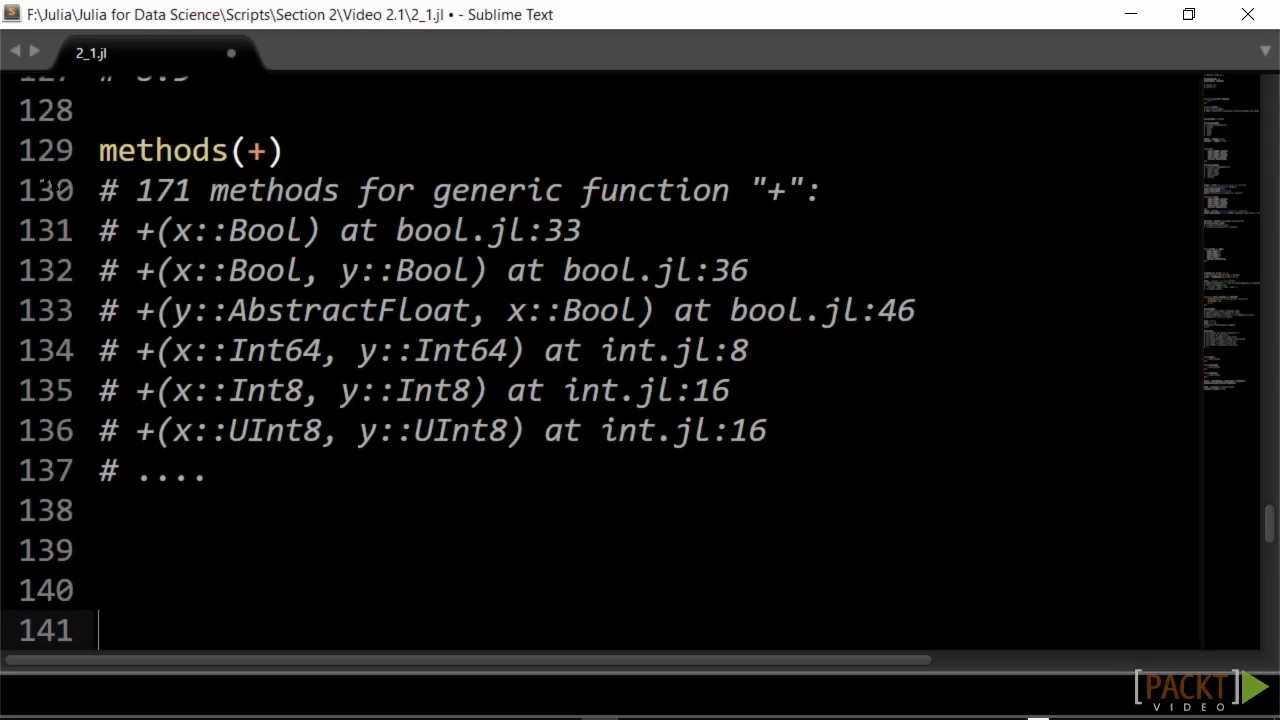 F:\Julia\Julia for Data Science\Scripts\Section 2\Video 2.1\2_1.jl • - Sublime Text
2_1.jl
128
129 methods(+)
130 # 171 methods for generic function "+":
131 # +(x::Bool) at bool.jl:33
132 # +(x::Bool, y::Bool) at bool.jl:36
133 # +(y::AbstractFloat, x::Bool) at bool.jl:46
134 # +(x::Int64, y::Int64) at int.jl:8
135 # +(x::Int8, y::Int8) at int.jl:16
136 # +(x::UInt8, y::UInt8) at int.jl:16
137 # ....
138
139
140
141
[PACKT]
VIDEO